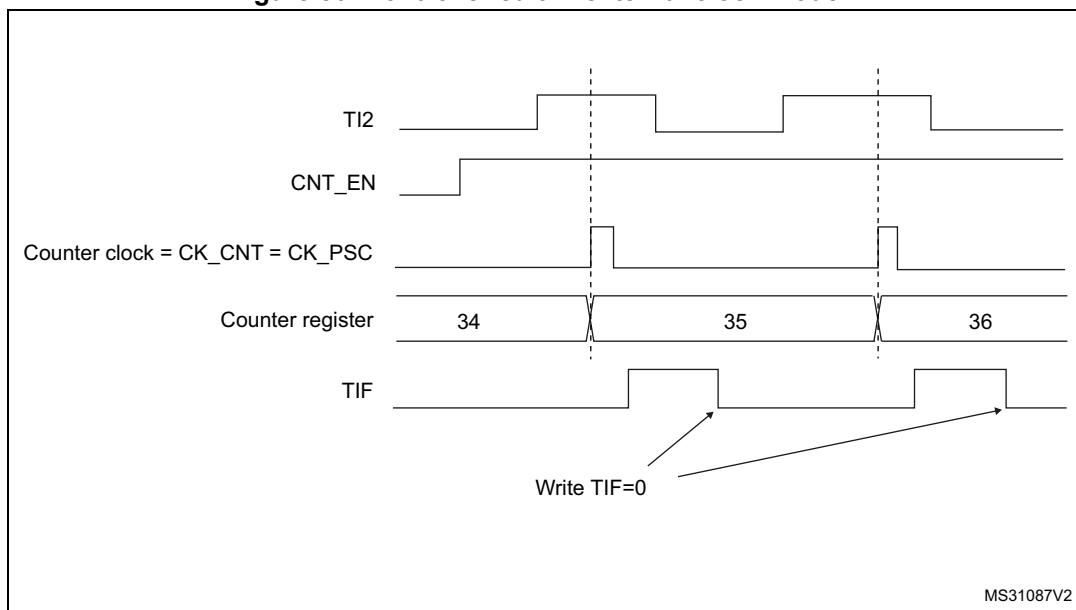 TI2
CNT_EN
Counter clock = CK_CNT = CK_PSC
Counter register 34 35 36
TIF
Write TIF=0
MS31087V2